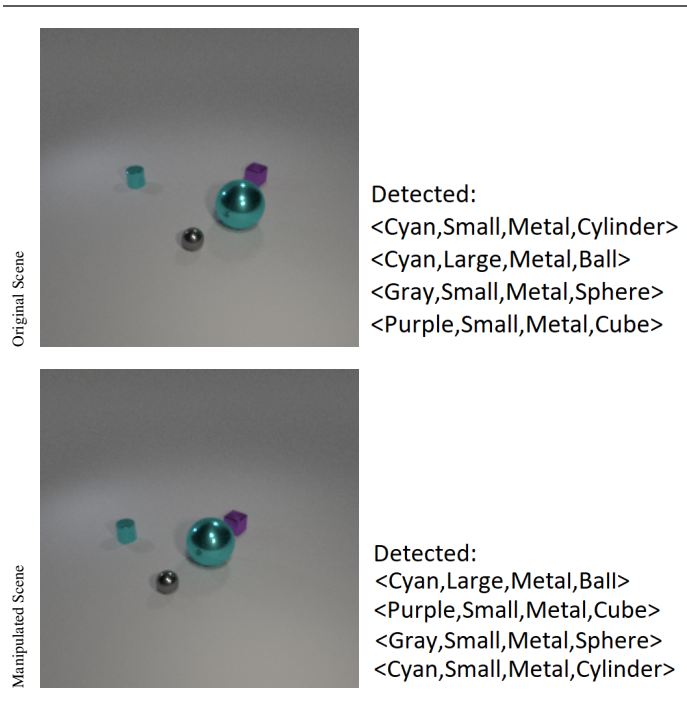 Original Scene
Detected:
<Cyan,Small,Metal,Cylinder>
<Cyan,Large,Metal,Ball>
<Gray,Small,Metal,Sphere>
<Purple,Small,Metal,Cube>
Manipulated Scene
Detected:
<Cyan,Large,Metal,Ball>
<Purple,Small,Metal,Cube>
<Gray,Small,Metal,Sphere>
<Cyan,Small,Metal,Cylinder>